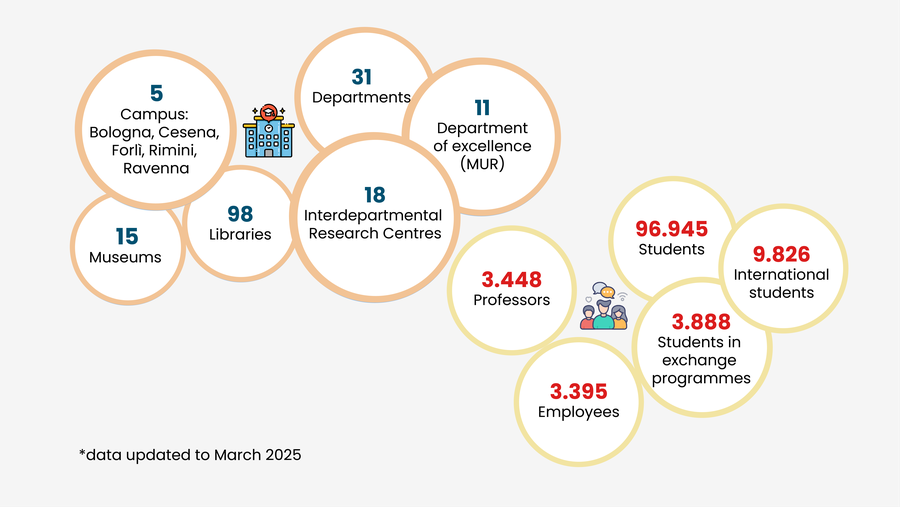 5
Campus:
Bologna, Cesena,
Forlì, Rimini,
Ravenna
31
Departments
11
Department
of excellence
(MUR)
15
Museums
98
Libraries
18
Interdepartmental
Research Centres
3.448
Professors
96.945
Students
9.826
International
students
3.888
Students in
exchange
programmes
3.395
Employees
*data updated to March 2025